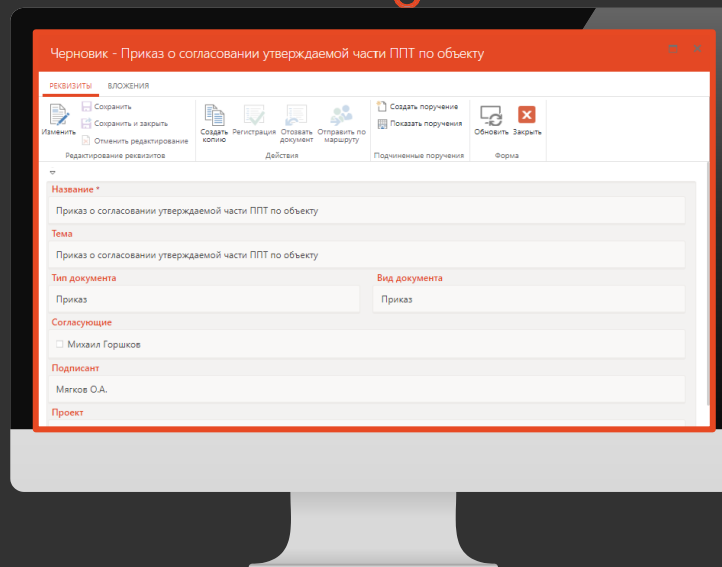 Черновик - Приказ о согласовании утверждаемой части ППТ по объекту
РЕКВИЗИТЫ ВЛОЖЕНИЯ
Изменить
Сохранить
Сохранить и закрыть
Отменить редактирование
Редактирование реквизитов
Создать копию
Регистрация
Отозвать документ
Отправить по маршруту
Действия
Создать поручение
Показать поручения
Подчиненные поручения
Обновить
Закрыть
Форма
Название *
Приказ о согласовании утверждаемой части ППТ по объекту
Тема
Приказ о согласовании утверждаемой части ППТ по объекту
Тип документа Вид документа
Приказ Приказ
Согласующие
Михаил Горшков
Подписант
Мягков О.А.
Проект